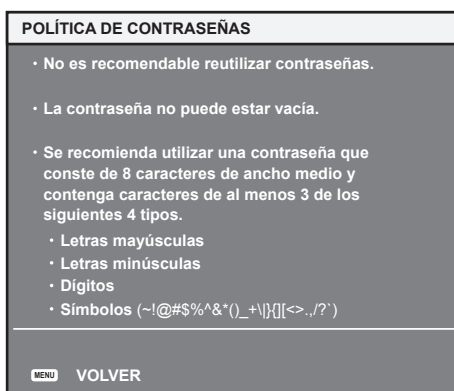 POLÍTICA DE CONTRASEÑAS
・No es recomendable reutilizar contraseñas.
・La contraseña no puede estar vacía.
・Se recomienda utilizar una contraseña que
conste de 8 caracteres de ancho medio y
contenga caracteres de al menos 3 de los
siguientes 4 tipos.
・Letras mayúsculas
・Letras minúsculas
・Dígitos
・Símbolos (~!@#$%^&*()_+\|}{][<>.,/?`)
MENU VOLVER